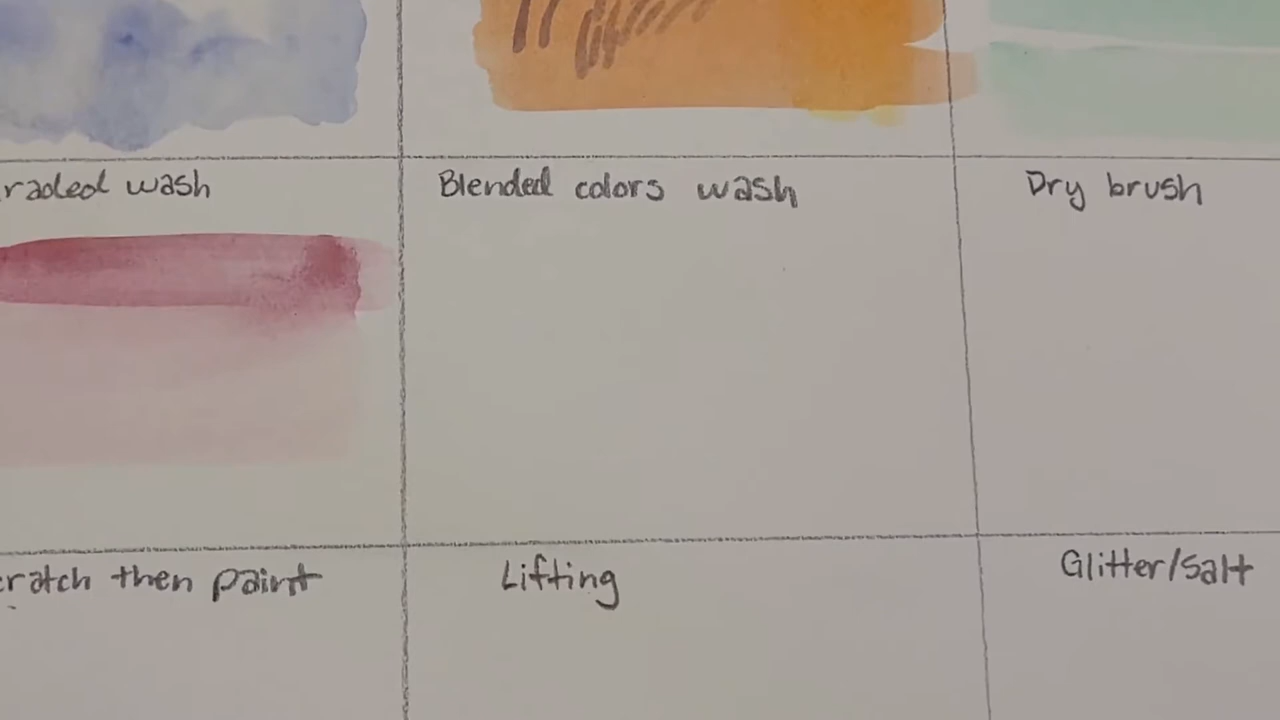 raded wash
Blended colors wash
Dry brush
cratch then paint
Lifting
Glitter/Salt